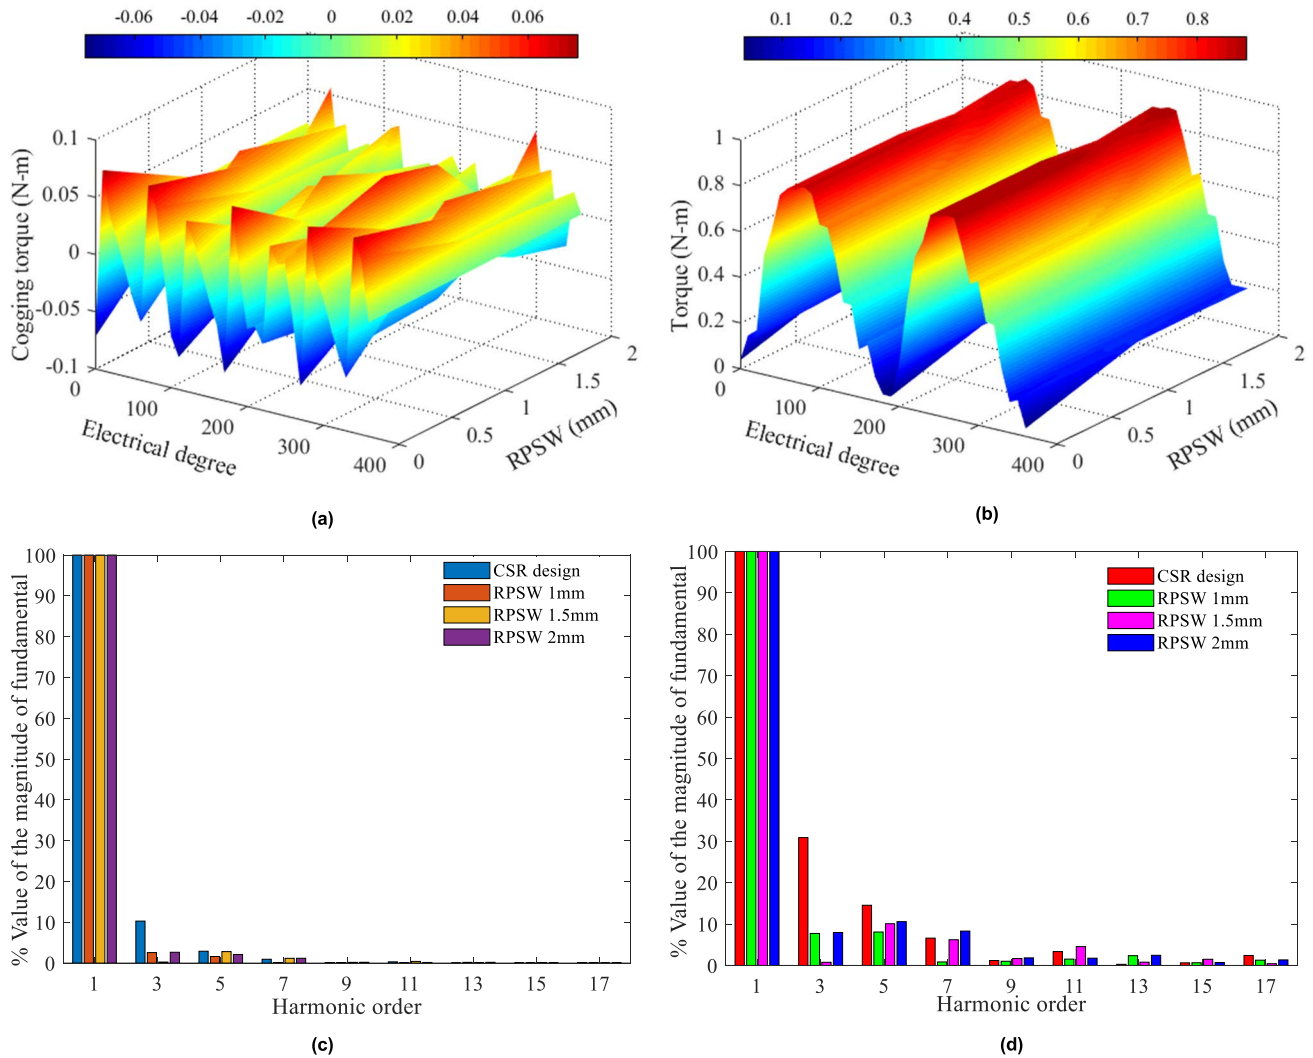 -0.06 -0.04 -0.02 0 0.02 0.04 0.06
0.1
0.05
0
-0.05
-0.1
Cogging torque (N-m)
0 100 200 300 400
Electrical degree
0 0.5 1 1.5 2
RPSW (mm)
(a)
0.1 0.2 0.3 0.4 0.5 0.6 0.7 0.8
1
0.8
0.6
0.4
0.2
0
Torque (N-m)
0 100 200 300 400
Electrical degree
0 0.5 1 1.5 2
RPSW (mm)
(b)
% Value of the magnitude of fundamental
100
90
80
70
60
50
40
30
20
10
0
CSR design
RPSW 1mm
RPSW 1.5mm
RPSW 2mm
1 3 5 7 9 11 13 15 17
Harmonic order
(c)
% Value of the magnitude of fundamental
100
90
80
70
60
50
40
30
20
10
0
CSR design
RPSW 1mm
RPSW 1.5mm
RPSW 2mm
1 3 5 7 9 11 13 15 17
Harmonic order
(d)